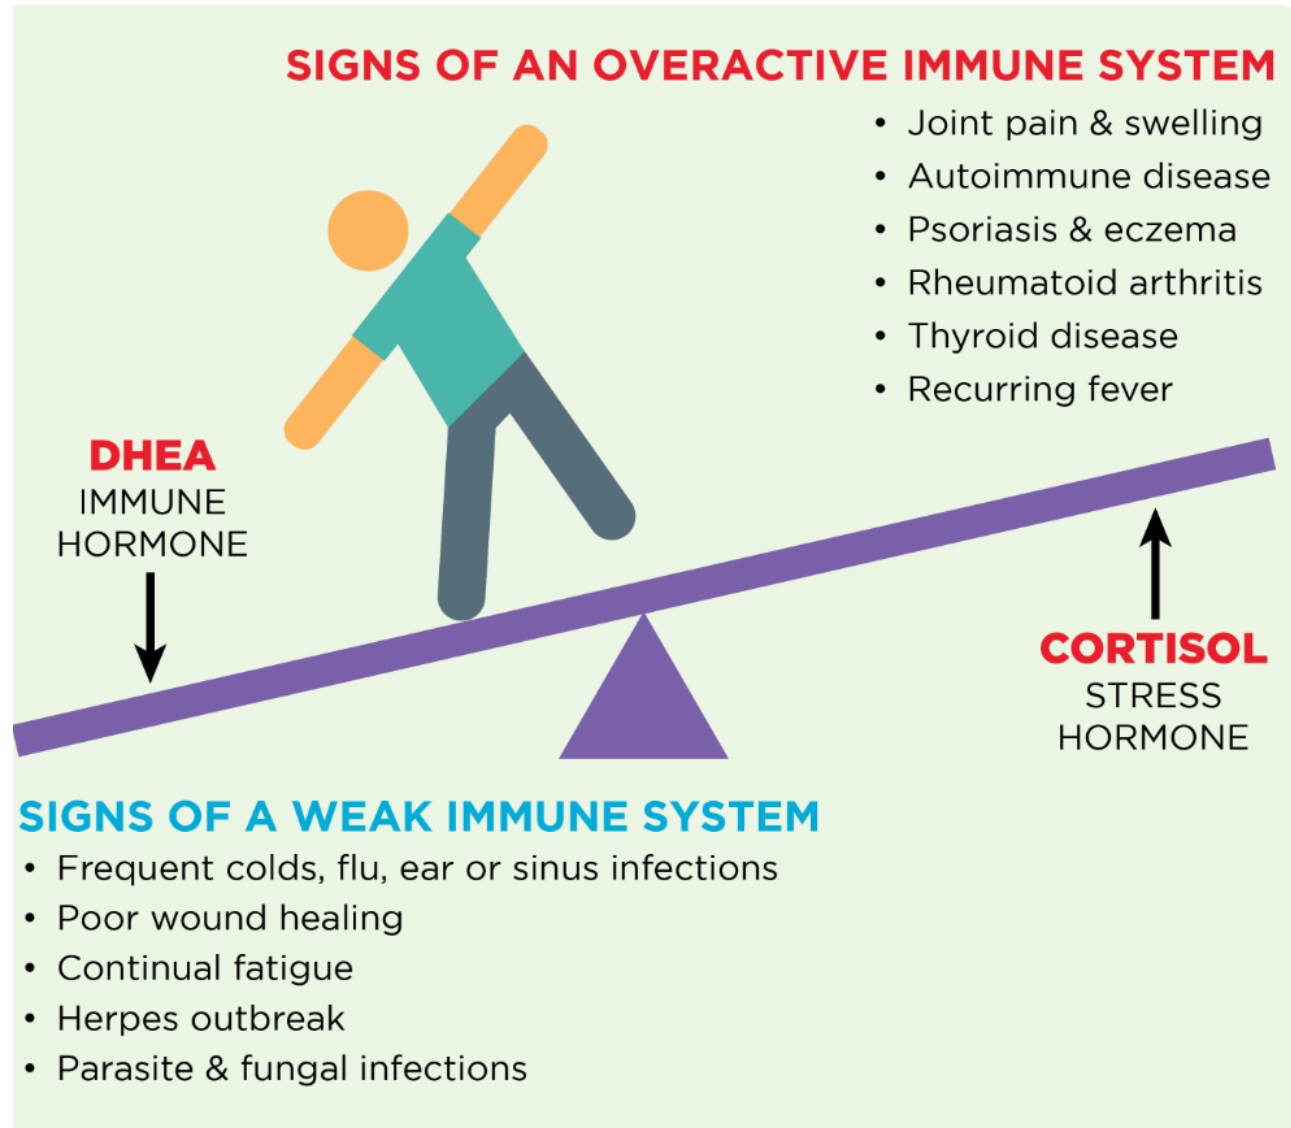 SIGNS OF AN OVERACTIVE IMMUNE SYSTEM
• Joint pain & swelling
• Autoimmune disease
• Psoriasis & eczema
• Rheumatoid arthritis
• Thyroid disease
• Recurring fever
DHEA
IMMUNE
HORMONE
CORTISOL
STRESS
HORMONE
SIGNS OF A WEAK IMMUNE SYSTEM
• Frequent colds, flu, ear or sinus infections
• Poor wound healing
• Continual fatigue
• Herpes outbreak
• Parasite & fungal infections